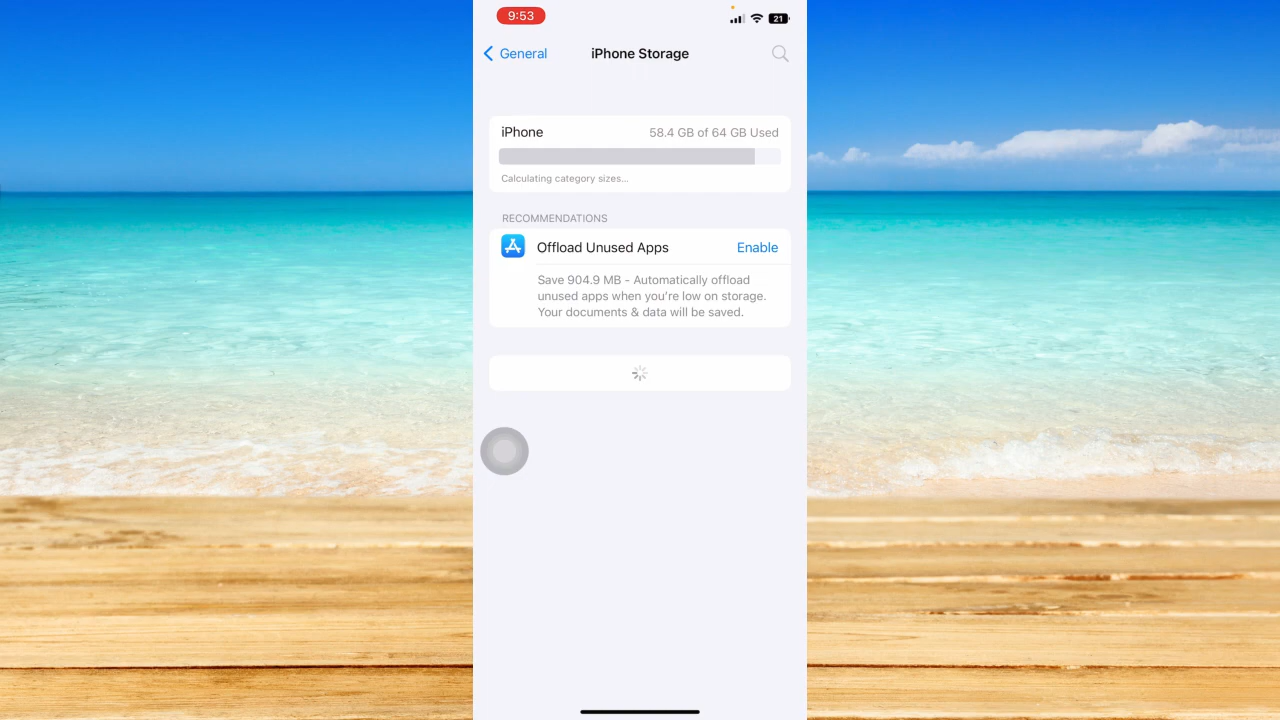 9:53
21
General
iPhone Storage
iPhone
58.4 GB of 64 GB Used
Calculating category sizes...
RECOMMENDATIONS
Offload Unused Apps
Enable
Save 904.9 MB - Automatically offload
unused apps when you're low on storage.
Your documents & data will be saved.